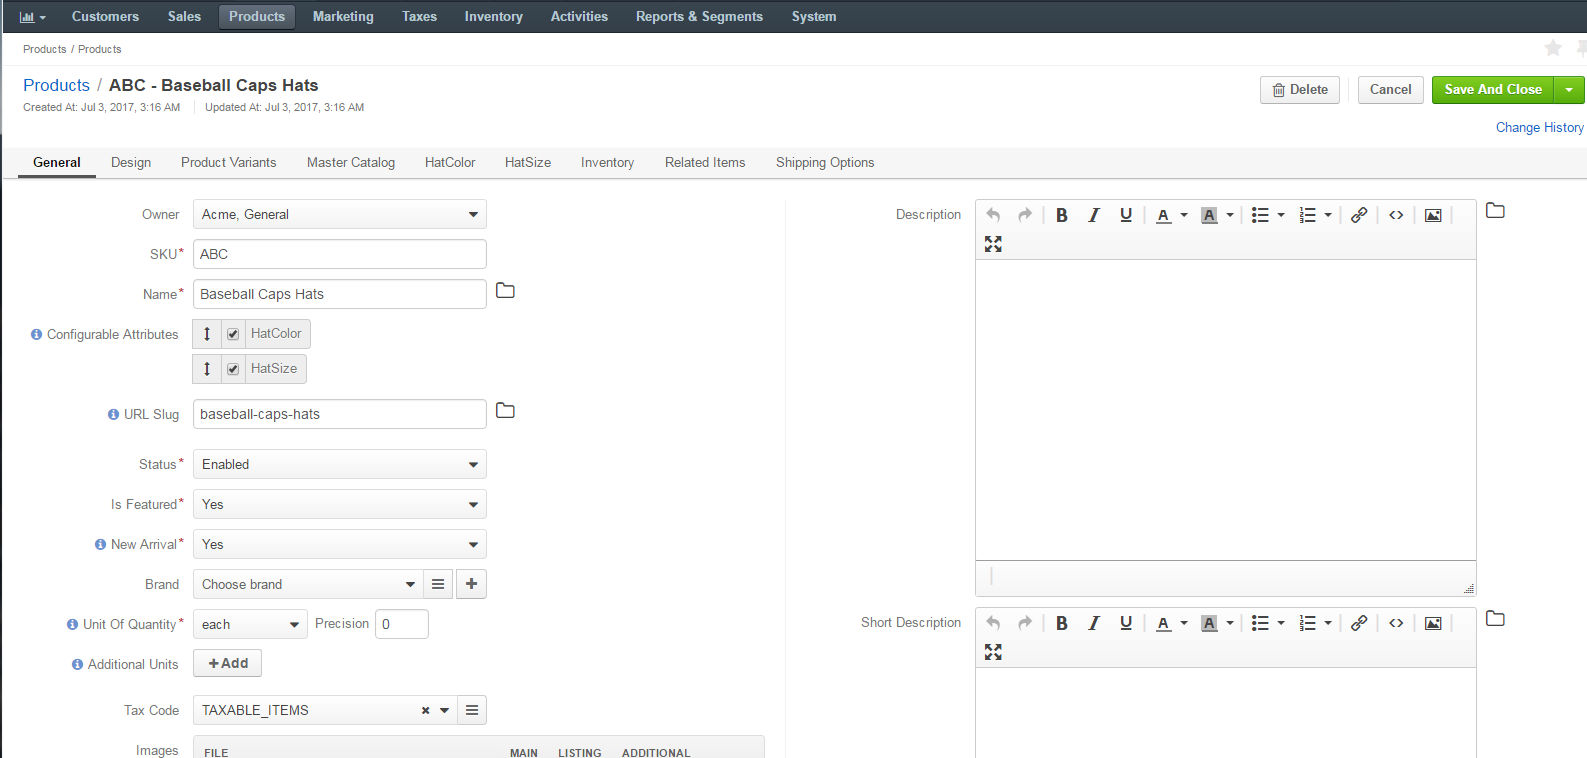 Customers Sales Products Marketing Taxes Inventory Activities Reports & Segments System
Products / Products
Products / ABC - Baseball Caps Hats
Delete Cancel Save And Close
Created At: Jul 3, 2017, 3:16 AM Updated At: Jul 3, 2017, 3:16 AM
Change History
General Design Product Variants Master Catalog HatColor HatSize Inventory Related Items Shipping Options
Owner Acme, General
SKU* ABC
Name* Baseball Caps Hats
Configurable Attributes HatColor
HatSize
URL Slug baseball-caps-hats
Status* Enabled
Is Featured* Yes
New Arrival* Yes
Brand Choose brand
Unit Of Quantity* each Precision 0
Additional Units +Add
Tax Code TAXABLE_ITEMS
Images FILE MAIN LISTING ADDITIONAL
Description B I U A A
Short Description B I U A A